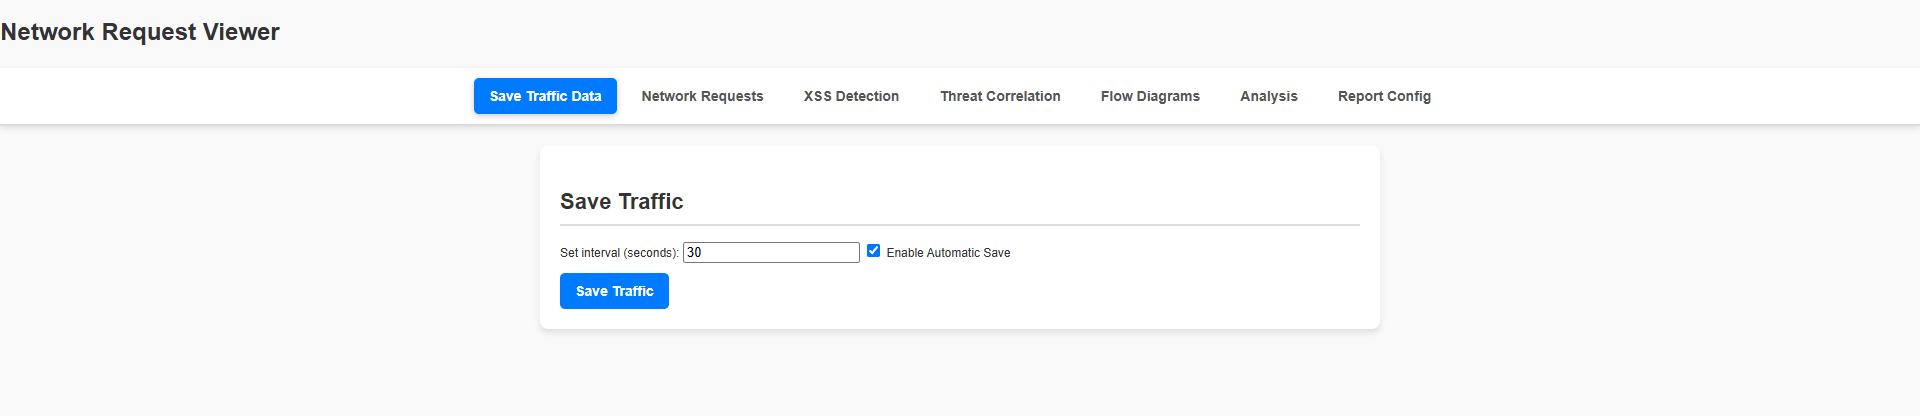 Network Request Viewer
Save Traffic Data Network Requests XSS Detection Threat Correlation Flow Diagrams Analysis Report Config
Save Traffic
Set interval (seconds): 30 Enable Automatic Save
Save Traffic